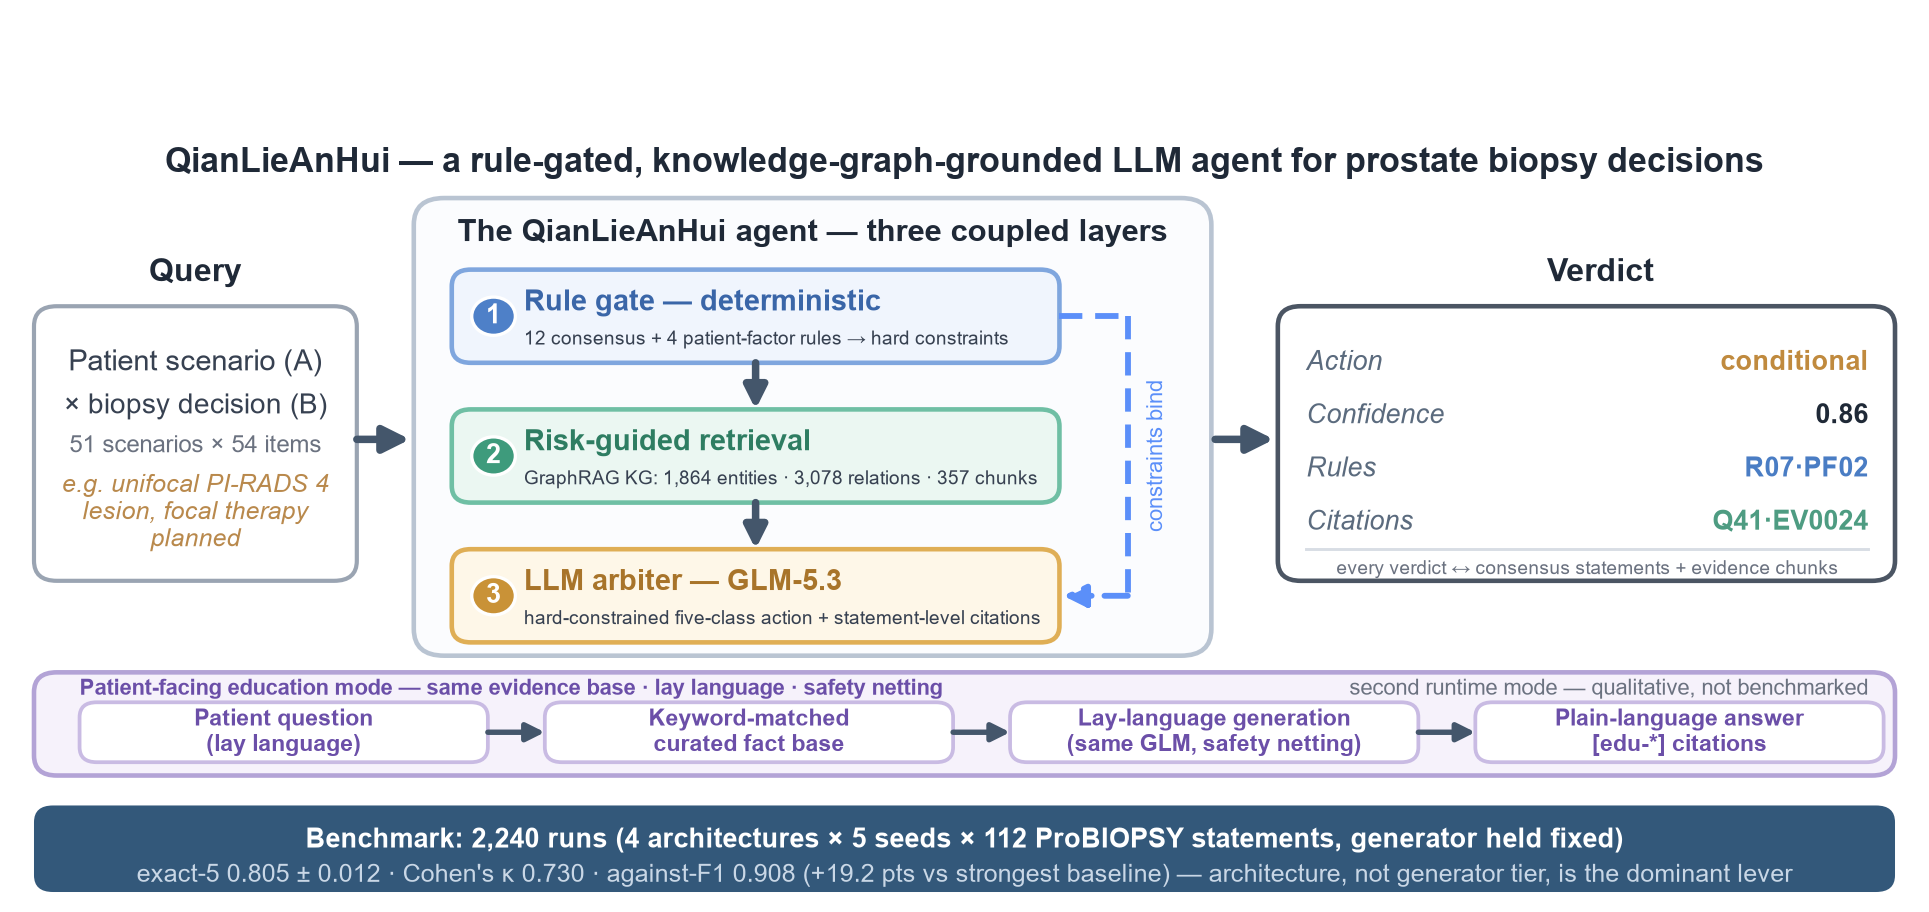 QianLieAnHui — a rule-gated, knowledge-graph-grounded LLM agent for prostate biopsy decisions
Query
Patient scenario (A)
× biopsy decision (B)
51 scenarios × 54 items
e.g. unifocal PI-RADS 4
lesion, focal therapy
planned
The QianLieAnHui agent — three coupled layers
1
Rule gate — deterministic
12 consensus + 4 patient-factor rules → hard constraints
2
Risk-guided retrieval
GraphRAG KG: 1,864 entities · 3,078 relations · 357 chunks
3
LLM arbiter — GLM-5.3
hard-constrained five-class action + statement-level citations
constraints bind
Verdict
Action conditional
Confidence 0.86
Rules R07·PF02
Citations Q41·EV0024
every verdict ↔ consensus statements + evidence chunks
Patient-facing education mode — same evidence base · lay language · safety netting
second runtime mode — qualitative, not benchmarked
Patient question
(lay language)
Keyword-matched
curated fact base
Lay-language generation
(same GLM, safety netting)
Plain-language answer
[edu-*] citations
Benchmark: 2,240 runs (4 architectures × 5 seeds × 112 ProBIOPSY statements, generator held fixed)
exact-5 0.805 ± 0.012 · Cohen's κ 0.730 · against-F1 0.908 (+19.2 pts vs strongest baseline) — architecture, not generator tier, is the dominant lever